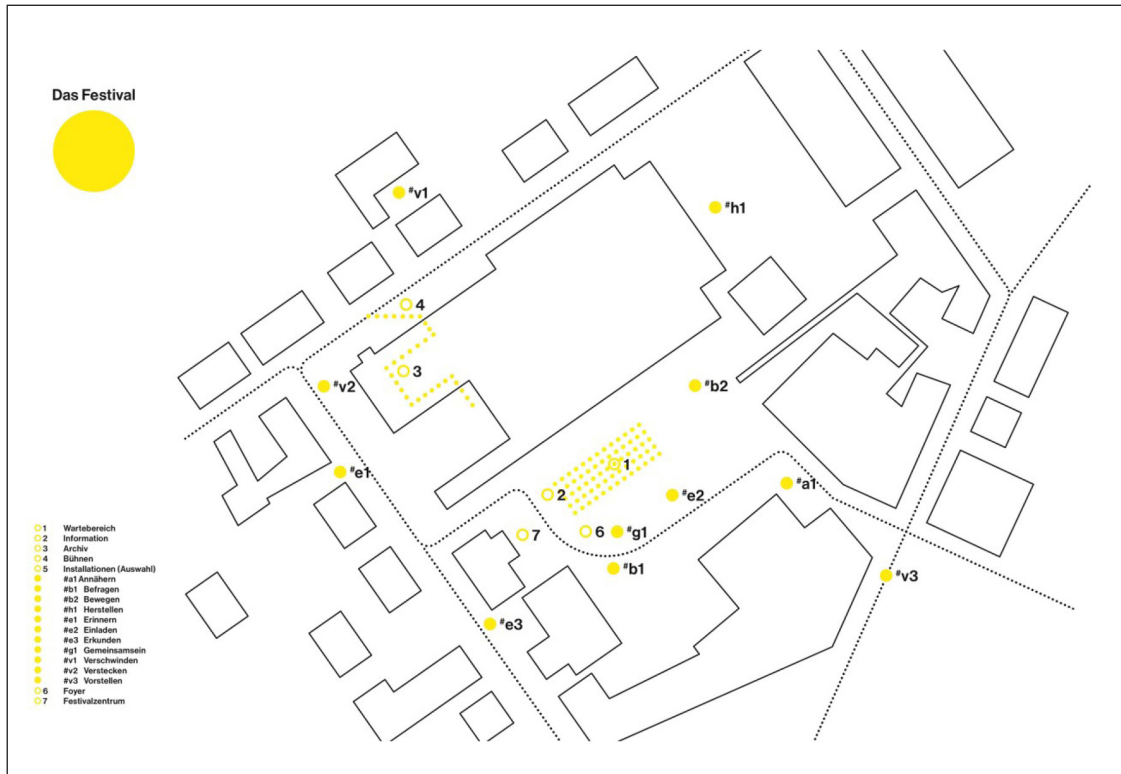 Das Festival
#v1
#h1
4
3
#v2
#b2
1
#e1
2
#e2
#a1
6
#g1
7
#b1
#v3
#e3
1 Wartebereich
2 Information
3 Archiv
4 Bühnen
5 Installationen (Auswahl)
#a1 Annähern
#b1 Befragen
#b2 Bewegen
#h1 Herstellen
#e1 Erinnern
#e2 Einladen
#e3 Erkunden
#g1 Gemeinsamsein
#v1 Verschwinden
#v2 Verstecken
#v3 Vorstellen
6 Foyer
7 Festivalzentrum